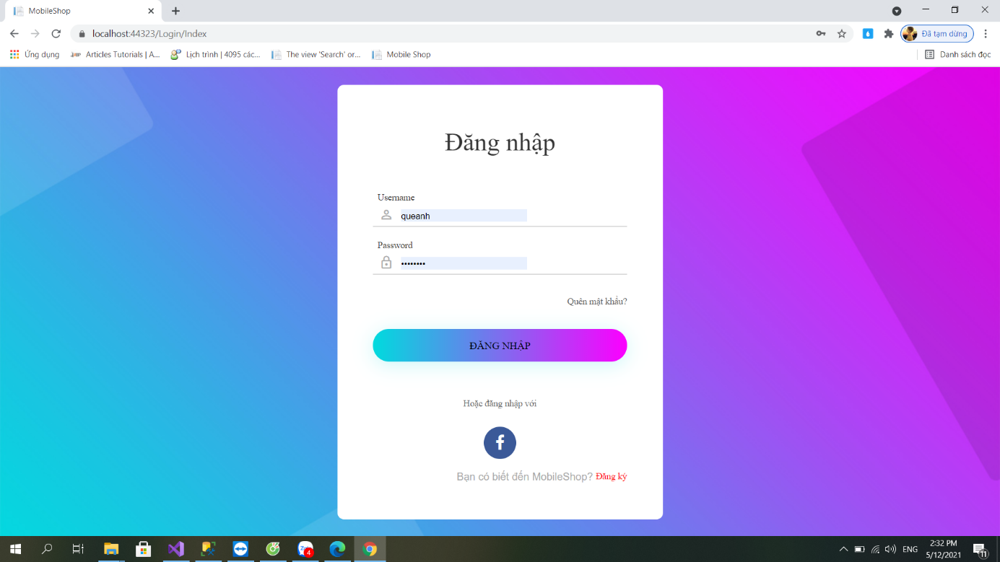 MobileShop
localhost:44323/Login/Index
Đã tạm dừng
Ứng dụng
Articles Tutorials | A...
Lịch trình | 4095 các...
The view 'Search' or...
Mobile Shop
Danh sách đọc
Đăng nhập
Username
queanh
Password
••••••••
Quên mật khẩu?
ĐĂNG NHẬP
Hoặc đăng nhập với
Bạn có biết đến MobileShop? Đăng ký
4
ENG
2:32 PM
5/12/2021
11